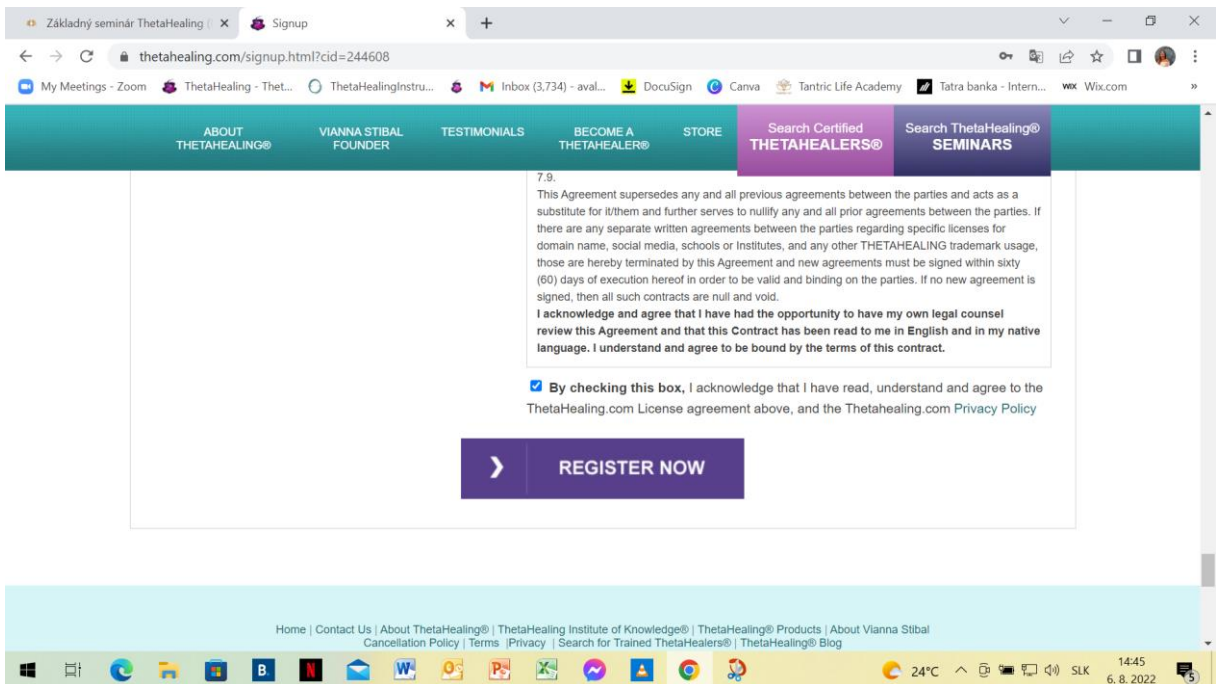 Základný seminár ThetaHealing (
Signup
thetahealing.com/signup.html?cid=244608
My Meetings - Zoom
ThetaHealing - Thet...
ThetaHealingInstru...
Inbox (3,734) - aval...
DocuSign
Canva
Tantric Life Academy
Tatra banka - Intern...
Wix.com
»
ABOUT
THETAHEALING®
VIANNA STIBAL
FOUNDER
TESTIMONIALS
BECOME A
THETAHEALER®
STORE
Search Certified
THETAHEALERS®
Search ThetaHealing®
SEMINARS
7.9.
This Agreement supersedes any and all previous agreements between the parties and acts as a
substitute for it/them and further serves to nullify any and all prior agreements between the parties. If
there are any separate written agreements between the parties regarding specific licenses for
domain name, social media, schools or Institutes, and any other THETAHEALING trademark usage,
those are hereby terminated by this Agreement and new agreements must be signed within sixty
(60) days of execution hereof in order to be valid and binding on the parties. If no new agreement is
signed, then all such contracts are null and void.
I acknowledge and agree that I have had the opportunity to have my own legal counsel
review this Agreement and that this Contract has been read to me in English and in my native
language. I understand and agree to be bound by the terms of this contract.
By checking this box, I acknowledge that I have read, understand and agree to the
ThetaHealing.com License agreement above, and the Thetahealing.com Privacy Policy
REGISTER NOW
Home | Contact Us | About ThetaHealing® | ThetaHealing Institute of Knowledge® | ThetaHealing® Products | About Vianna Stibal
Cancellation Policy | Terms |Privacy | Search for Trained ThetaHealers® | ThetaHealing® Blog
24°C
SLK
14:45
6. 8. 2022
5